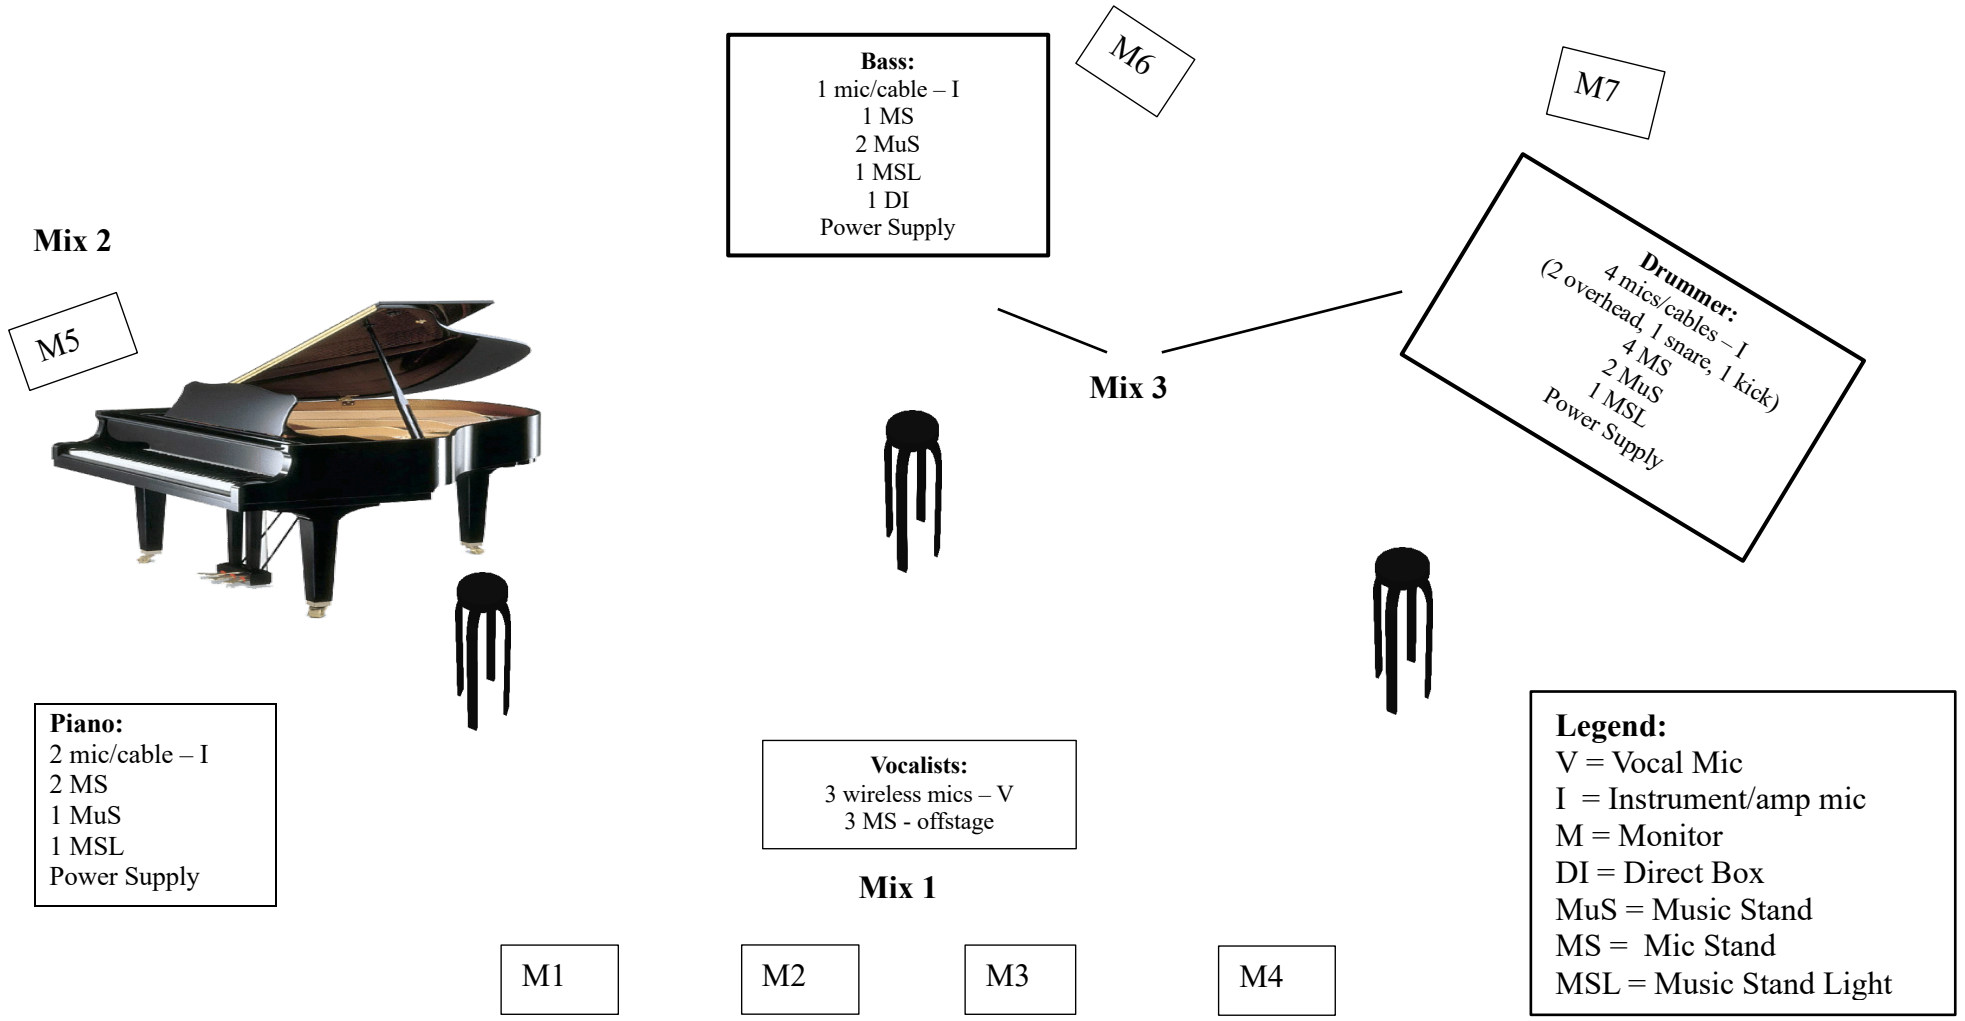 Bass:
1 mic/cable – I
1 MS
2 MuS
1 MSL
1 DI
Power Supply
M6
M7
Mix 2
M5
Drummer:
4 mics/cables – I
(2 overhead, 1 snare, 1 kick)
4 MS
2 MuS
1 MSL
Power Supply
Mix 3
Piano:
2 mic/cable – I
2 MS
1 MuS
1 MSL
Power Supply
Vocalists:
3 wireless mics – V
3 MS - offstage
Mix 1
Legend:
V = Vocal Mic
I  = Instrument/amp mic
M = Monitor
DI = Direct Box
MuS = Music Stand
MS =  Mic Stand
MSL = Music Stand Light
M1
M2
M3
M4